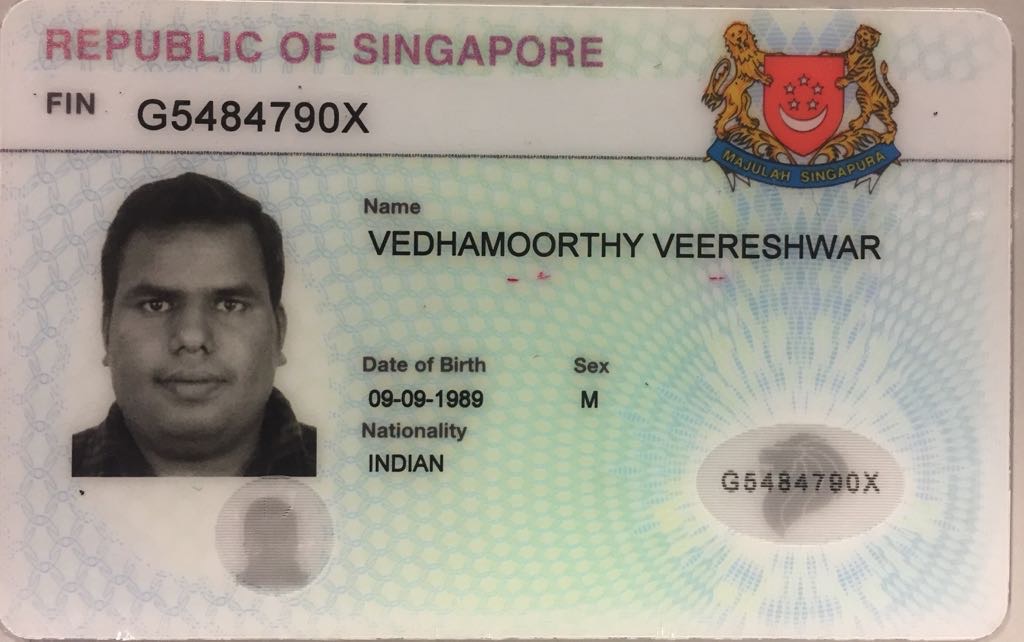 REPUBLIC OF SINGAPORE
FIN G5484790X
MAJULAH SINGAPURA
Name
VEDHAMOORTHY VEERESHWAR
Date of Birth Sex
09-09-1989 M
Nationality
INDIAN
G5484790X